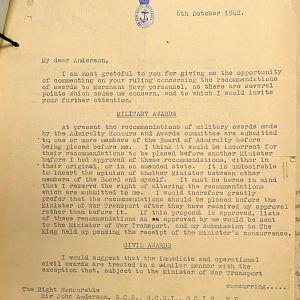 6th October 1942.
My dear Anderson,
I am most grateful to you for giving me the opportunity
of commenting on your ruling concerning the recommendations
of awards to Merchant Navy personnel, as there are several
points which cause me concern, and to which I would invite
your further attention.
MILITARY AWARDS
At present the recommendations of military awards made
by the Admiralty Honours and Awards Committee are submitted
to one or more members of the Board of Admiralty before
being placed before me. I think it would be incorrect for
their recommendations to be placed before another Minister
before I had approved of these recommendations, either in
their original, or in an amended state. It is undesirable
to insert the opinion of another Minister between other
members of the Board and myself. It must be borne in mind
that I reserve the right of altering the recommendations
which are submitted to me. I would therefore greatly
prefer that the recommendations should be placed before the
Minister of War Transport after they have received my approval
rather than before it. If this proposal is approved, lists
of these recommendations as approved by me would be sent
to the Minister of War Transport, and my submission to The
King held up pending the receipt of the Minister's concurrence.
CIVIL AWARDS
I would suggest that the immediate and operational
civil awards are treated in a similar manner with the
exception that, subject to the Minister of War Transport
concurring.....
The Right Honourable
Sir John Anderson, G.C.B., G.C.S.I., G.C.I.E., M.P.